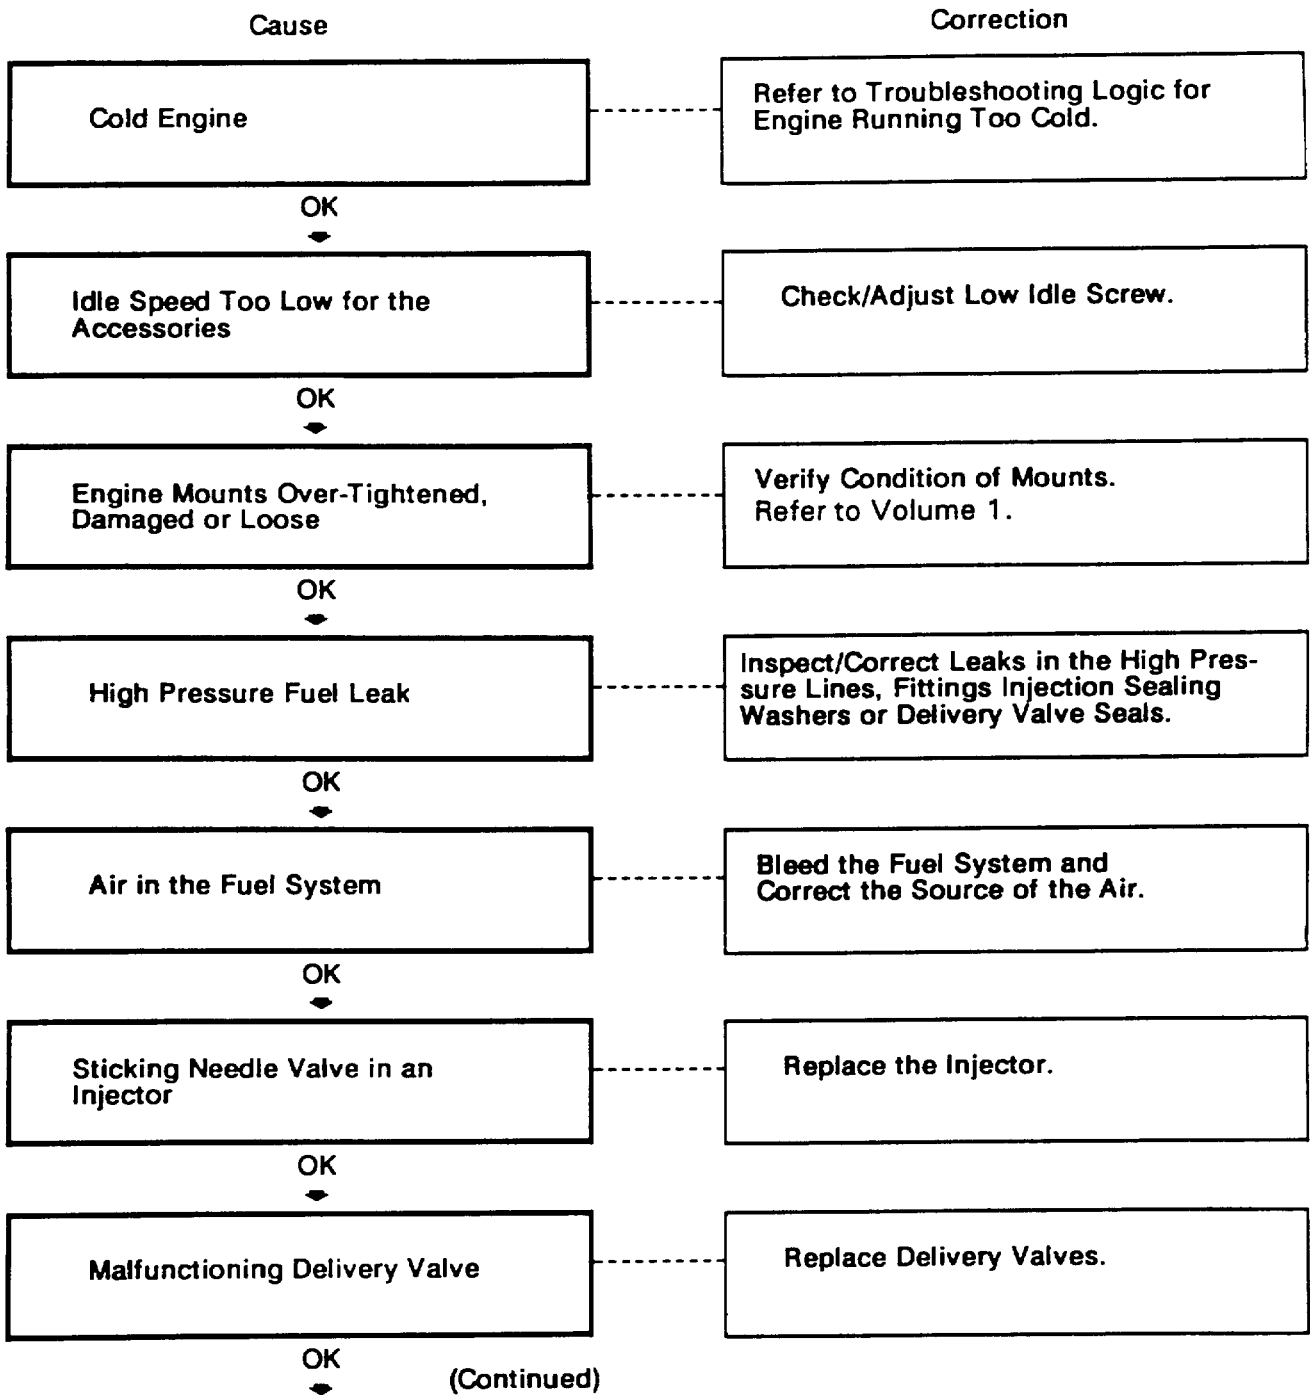 Cause
Correction
Cold Engine
Refer to Troubleshooting Logic for
Engine Running Too Cold.
OK
Idle Speed Too Low for the
Accessories
Check/Adjust Low Idle Screw.
OK
Engine Mounts Over-Tightened,
Damaged or Loose
Verify Condition of Mounts.
Refer to Volume 1.
OK
High Pressure Fuel Leak
Inspect/Correct Leaks in the High Pres-
sure Lines, Fittings Injection Sealing
Washers or Delivery Valve Seals.
OK
Air in the Fuel System
Bleed the Fuel System and
Correct the Source of the Air.
OK
Sticking Needle Valve in an
Injector
Replace the Injector.
OK
Malfunctioning Delivery Valve
Replace Delivery Valves.
OK
(Continued)